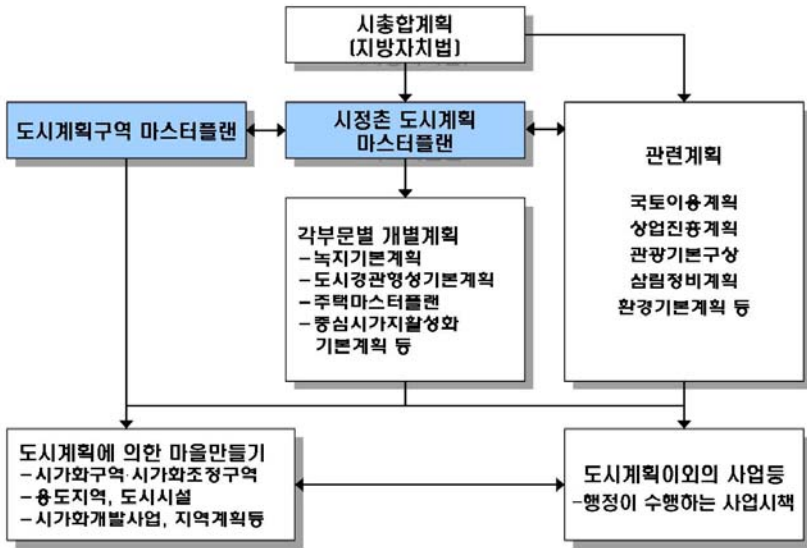 시총합계획
(지방자치법)
도시계획구역 마스터플랜
시정촌 도시계획
마스터플랜
관련계획
국토이용계획
상업진흥계획
관광기본구상
삼림정비계획
환경기본계획 등
각부문별 개별계획
–녹지기본계획
–도시경관형성기본계획
–주택마스터플랜
–중심시가지활성화
기본계획 등
도시계획에 의한 마을만들기
–시가화구역·시가화조정구역
–용도지역, 도시시설
–시가화개발사업, 지역계획등
도시계획이외의 사업등
–행정이 수행하는 사업시책